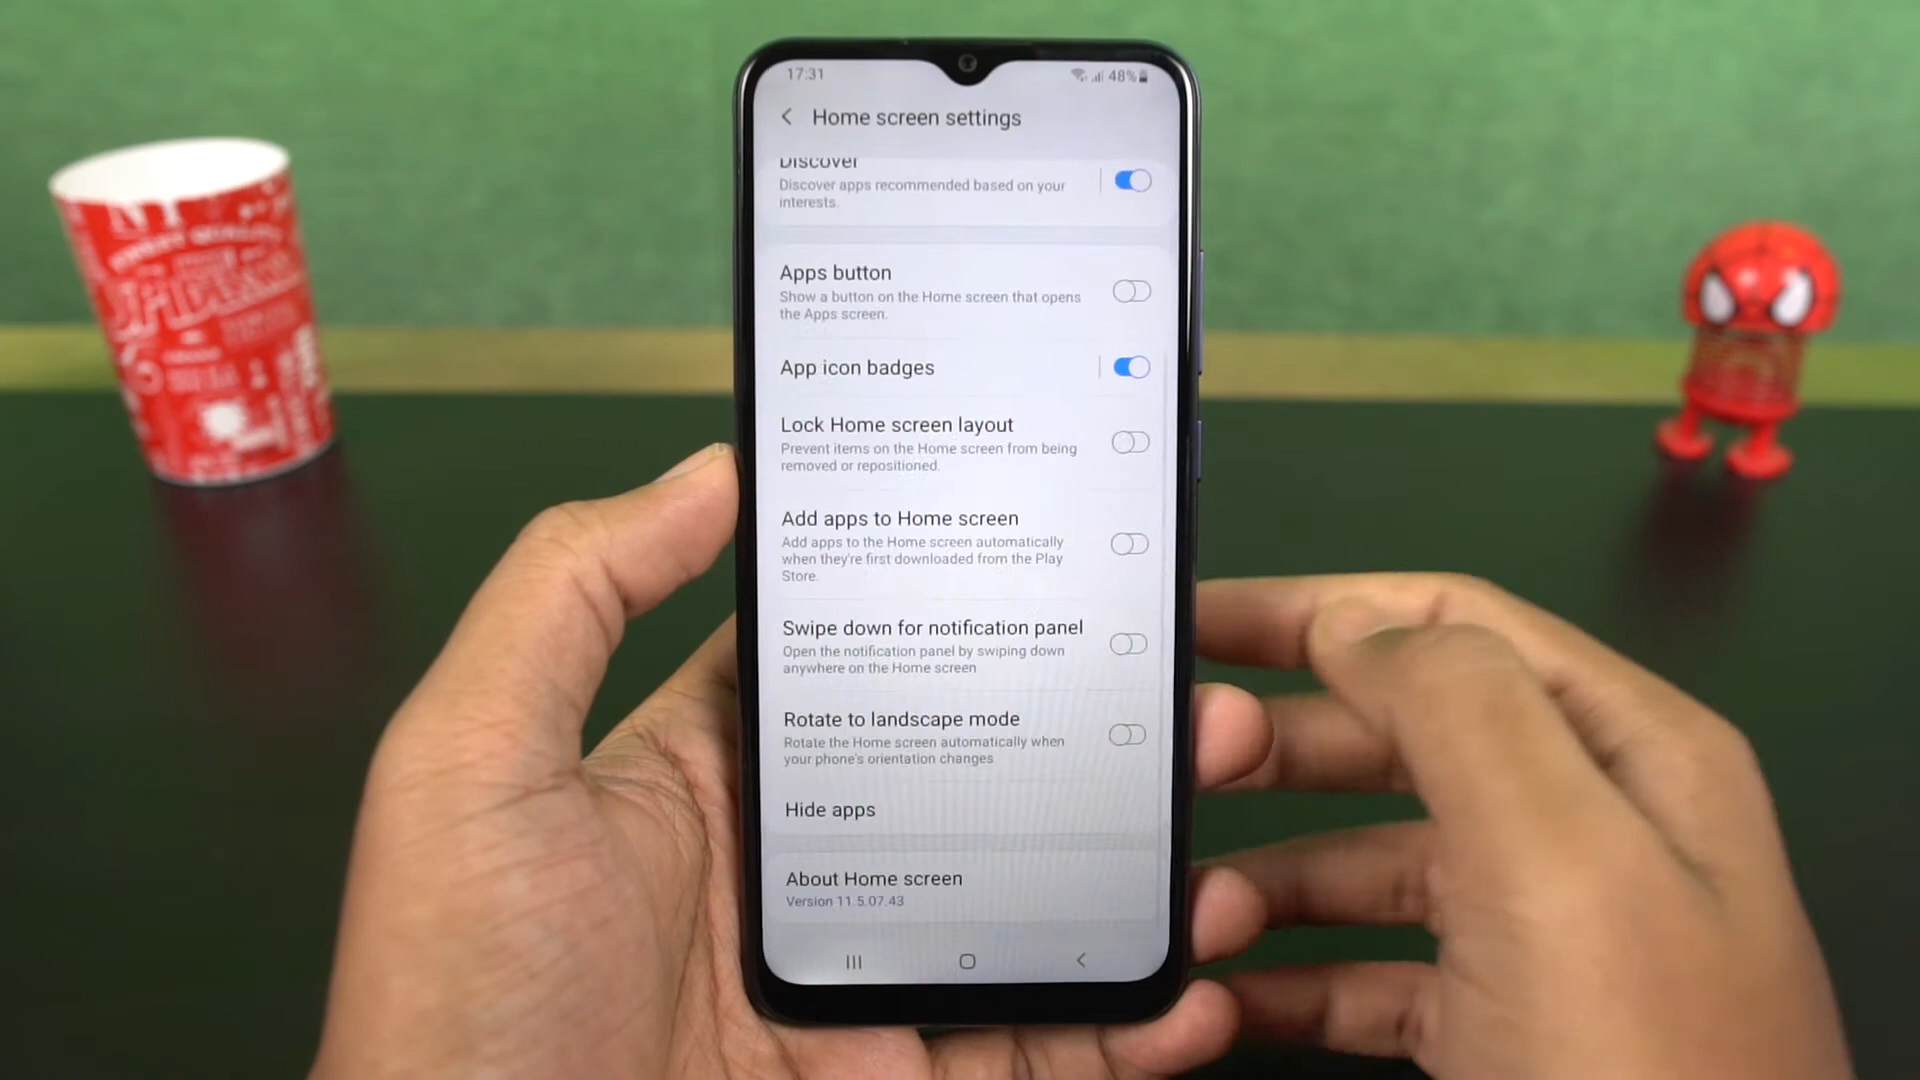 17:31
48%
Home screen settings
Discover
Discover apps recommended based on your
interests.
Apps button
Show a button on the Home screen that opens
the Apps screen.
App icon badges
Lock Home screen layout
Prevent items on the Home screen from being
removed or repositioned.
Add apps to Home screen
Add apps to the Home screen automatically
when they're first downloaded from the Play
Store.
Swipe down for notification panel
Open the notification panel by swiping down
anywhere on the Home screen
Rotate to landscape mode
Rotate the Home screen automatically when
your phone's orientation changes.
Hide apps
About Home screen
Version 11.5.07.43